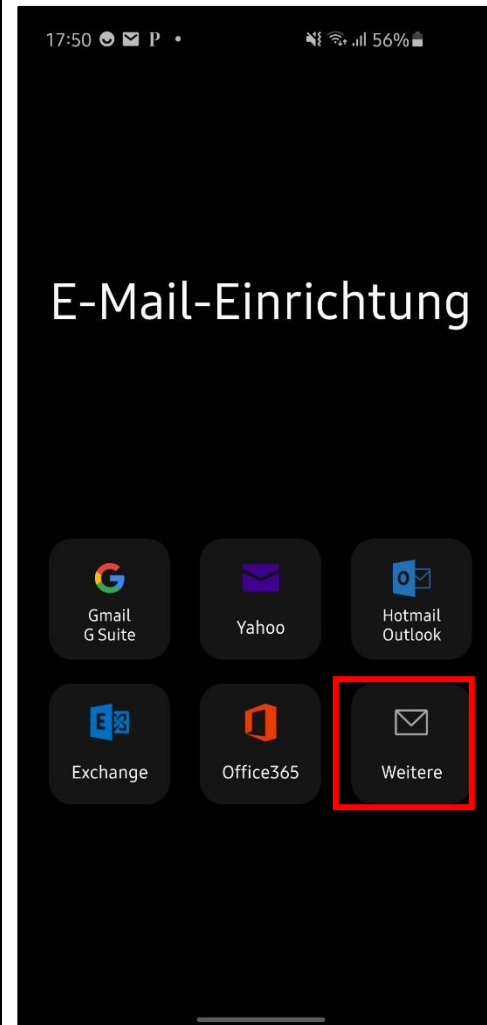 17:50 P 56%
E-Mail-Einrichtung
Gmail
G Suite
Yahoo
Hotmail
Outlook
Exchange
Office365
Weitere